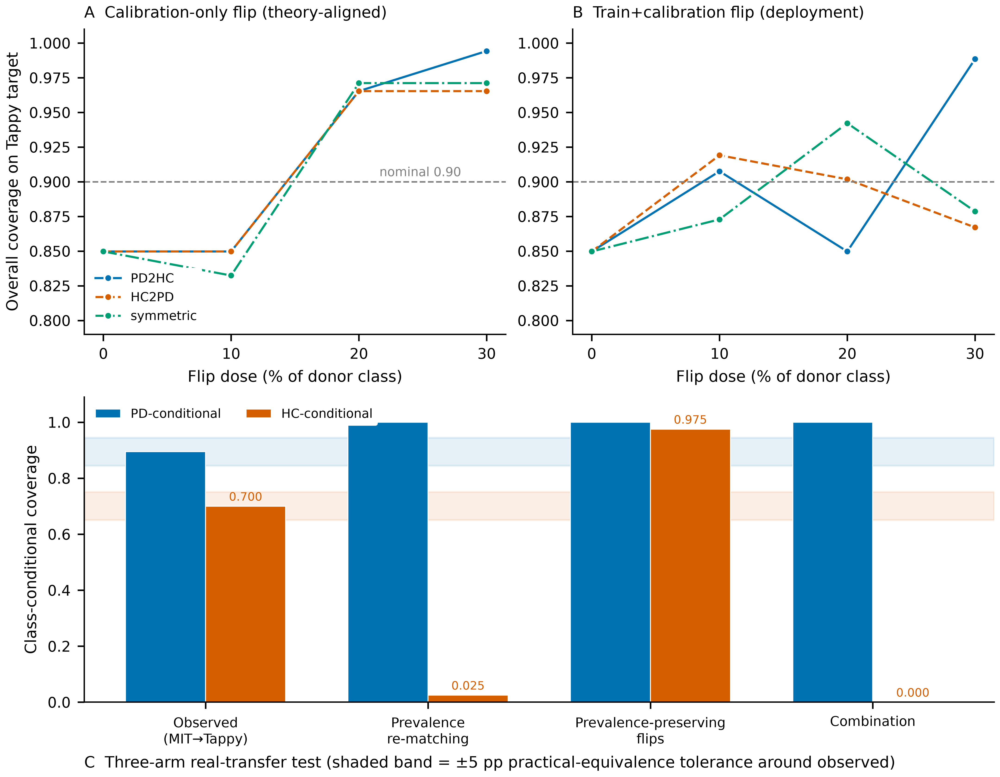 A Calibration-only flip (theory-aligned)
Overall coverage on Tappy target
1.000
0.975
0.950
0.925
0.900
0.875
0.850
0.825
0.800
nominal 0.90
PD2HC
HC2PD
symmetric
0 10 20 30
Flip dose (% of donor class)
B Train+calibration flip (deployment)
1.000
0.975
0.950
0.925
0.900
0.875
0.850
0.825
0.800
0 10 20 30
Flip dose (% of donor class)
PD-conditional HC-conditional
Class-conditional coverage
1.0
0.8
0.6
0.4
0.2
0.0
0.700
0.025
0.975
0.000
Observed
(MIT→Tappy)
Prevalence
re-matching
Prevalence-preserving
flips
Combination
C Three-arm real-transfer test (shaded band = ±5 pp practical-equivalence tolerance around observed)